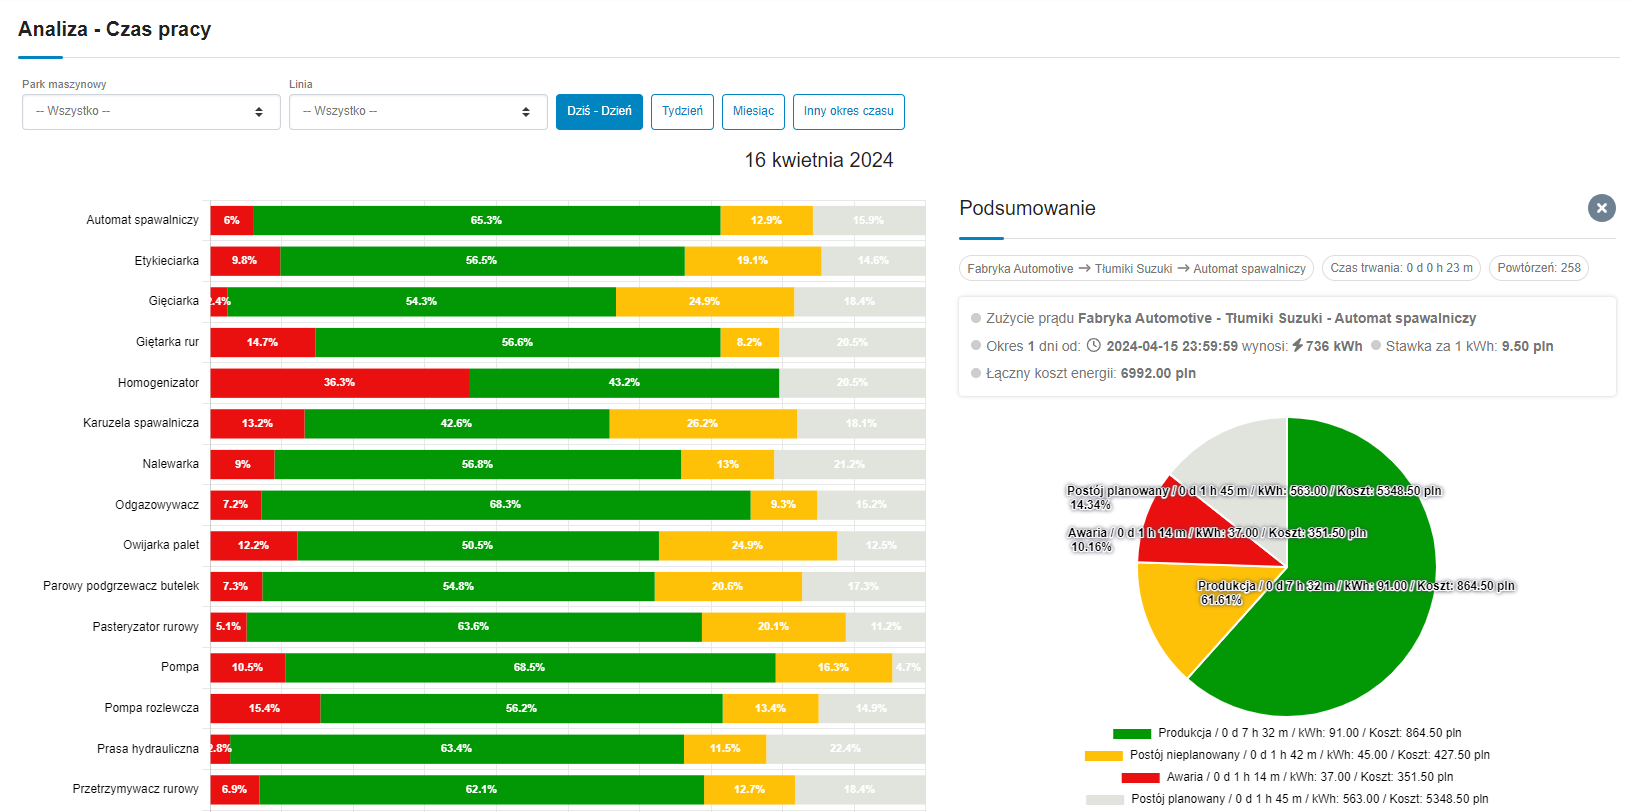 Analiza - Czas pracy
Park maszynowy
Linia
-- Wszystko --
-- Wszystko --
Dziś - Dzień
Tydzień
Miesiąc
Inny okres czasu
16 kwietnia 2024
Automat spawalniczy 6% 65.3% 12.9% 15.9%
Etykieciarka 9.8% 56.5% 19.1% 14.6%
Gięciarka 2.4% 54.3% 24.9% 18.4%
Giętarka rur 14.7% 56.6% 8.2% 20.5%
Homogenizator 36.3% 43.2% 20.5%
Karuzela spawalnicza 13.2% 42.6% 26.2% 18.1%
Nalewarka 9% 56.8% 13% 21.2%
Odgazowywacz 7.2% 68.3% 9.3% 15.2%
Owijarka palet 12.2% 50.5% 24.9% 12.5%
Parowy podgrzewacz butelek 7.3% 54.8% 20.6% 17.3%
Pasteryzator rurowy 5.1% 63.6% 20.1% 11.2%
Pompa 10.5% 68.5% 16.3% 4.7%
Pompa rozlewcza 15.4% 56.2% 13.4% 14.9%
Prasa hydrauliczna 2.8% 63.4% 11.5% 22.4%
Przetrzymywacz rurowy 6.9% 62.1% 12.7% 18.4%
Podsumowanie
Fabryka Automotive → Tłumiki Suzuki → Automat spawalniczy
Czas trwania: 0 d 0 h 23 m
Powtórzeń: 258
Zużycie prądu Fabryka Automotive - Tłumiki Suzuki - Automat spawalniczy
Okres 1 dni od: 2024-04-15 23:59:59 wynosi: 736 kWh Stawka za 1 kWh: 9.50 pln
Łączny koszt energii: 6992.00 pln
Postój planowany / 0 d 1 h 45 m / kWh: 563.00 / Koszt: 5348.50 pln
14.34%
Awaria / 0 d 1 h 14 m / kWh: 37.00 / Koszt: 351.50 pln
10.16%
Produkcja / 0 d 7 h 32 m / kWh: 91.00 / Koszt: 864.50 pln
61.61%
Produkcja / 0 d 7 h 32 m / kWh: 91.00 / Koszt: 864.50 pln
Postój nieplanowany / 0 d 1 h 42 m / kWh: 45.00 / Koszt: 427.50 pln
Awaria / 0 d 1 h 14 m / kWh: 37.00 / Koszt: 351.50 pln
Postój planowany / 0 d 1 h 45 m / kWh: 563.00 / Koszt: 5348.50 pln